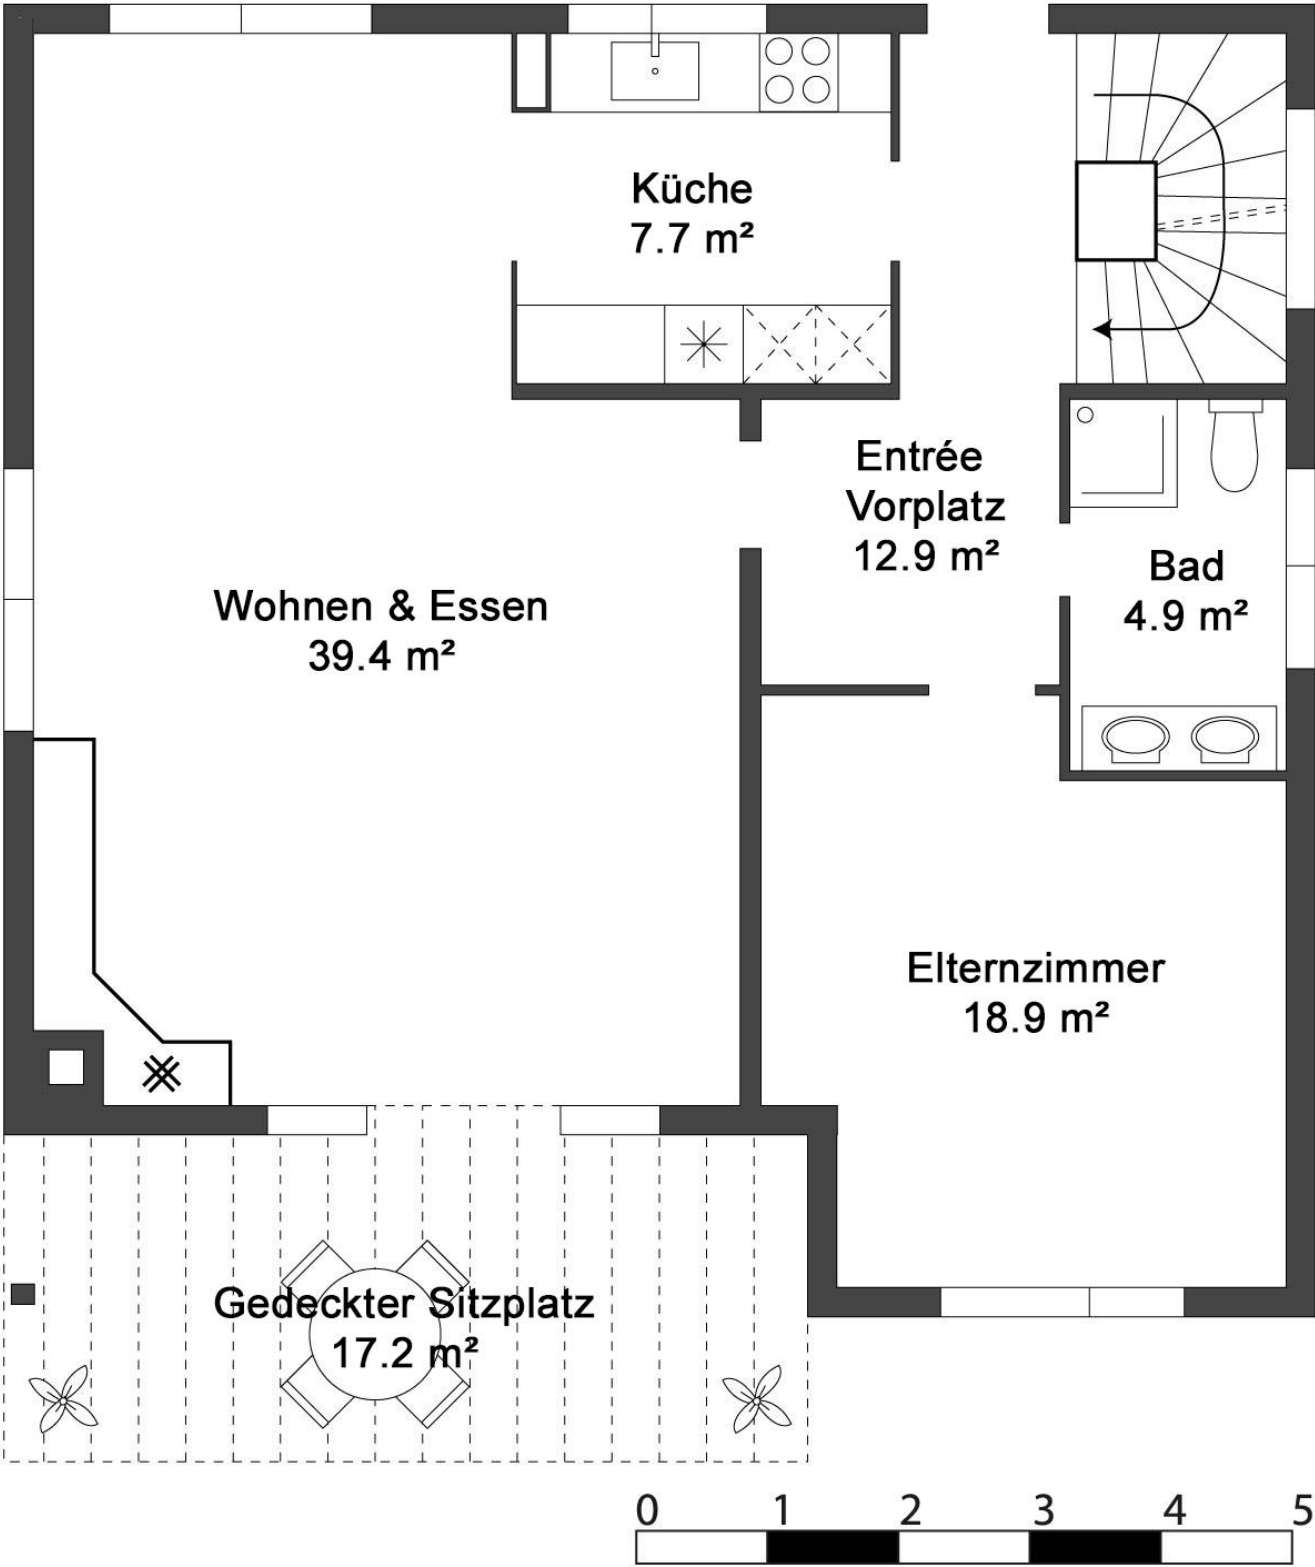 Küche
7.7 m²
Entrée
Vorplatz
12.9 m²
Bad
4.9 m²
Wohnen & Essen
39.4 m²
Elternzimmer
18.9 m²
Gedeckter Sitzplatz
17.2 m²
0 1 2 3 4 5